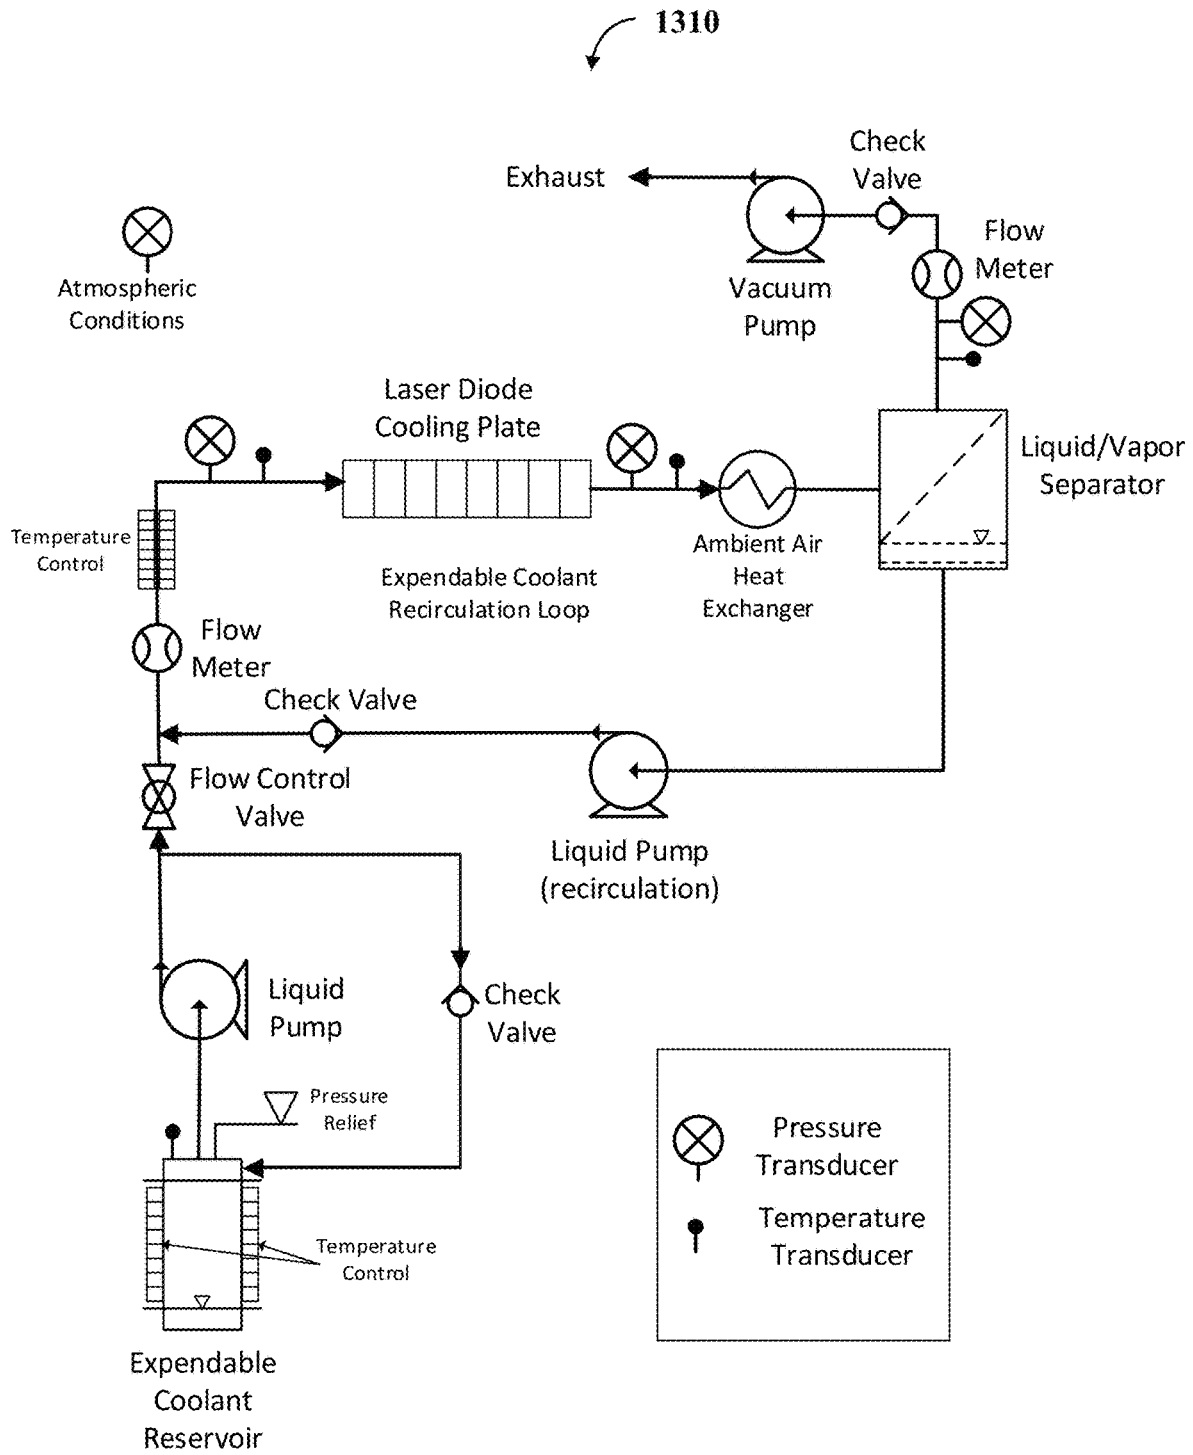 1310
Check
Valve
Exhaust
Flow
Meter
Vacuum
Pump
Atmospheric
Conditions
Laser Diode
Cooling Plate
Liquid/Vapor
Separator
Temperature
Control
Ambient Air
Heat
Exchanger
Expendable Coolant
Recirculation Loop
Flow
Meter
Check Valve
Flow Control
Valve
Liquid Pump
(recirculation)
Liquid
Pump
Check
Valve
Pressure
Relief
Pressure
Transducer
Temperature
Transducer
Temperature
Control
Expendable
Coolant
Reservoir